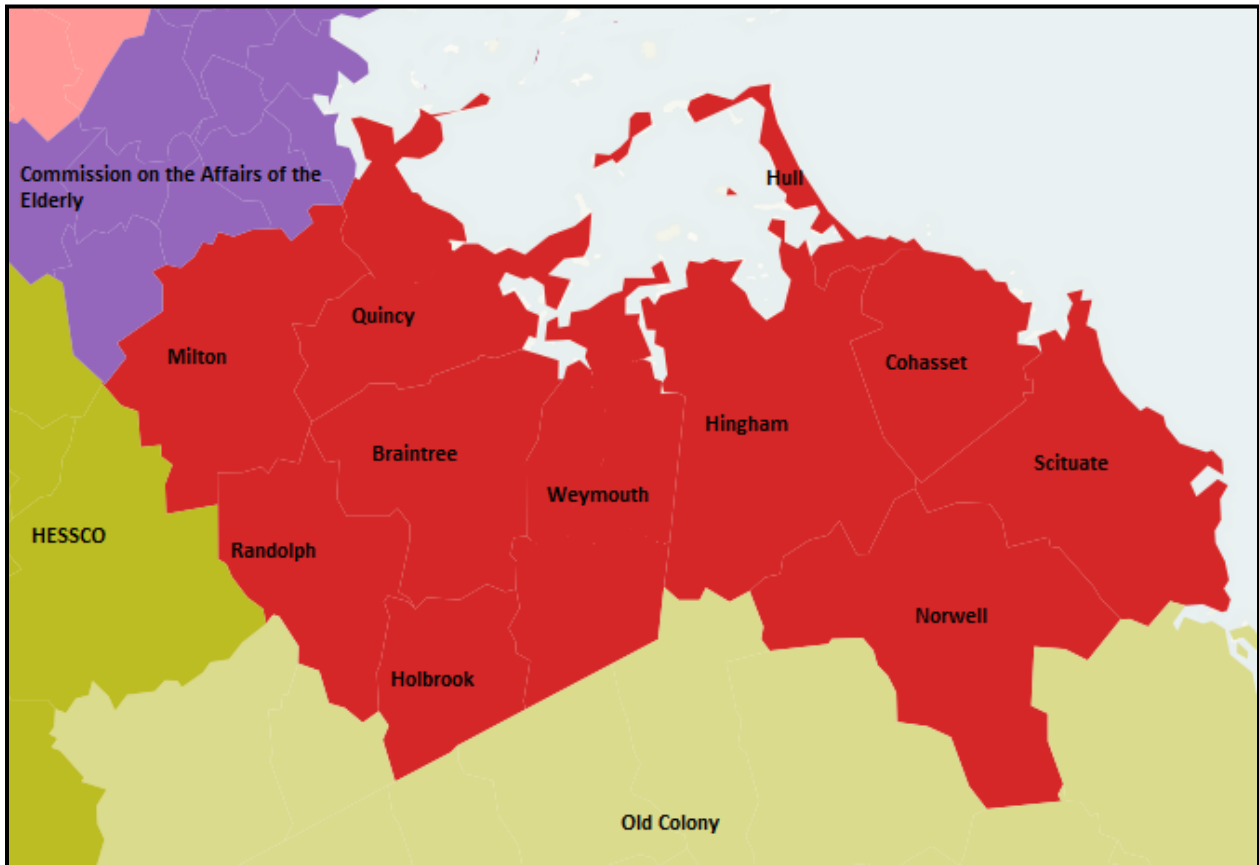 Commission on the Affairs of the
Elderly
Hull
Quincy
Milton
Cohasset
Hingham
Braintree
Scituate
Weymouth
HESSCO
Randolph
Norwell
Holbrook
Old Colony